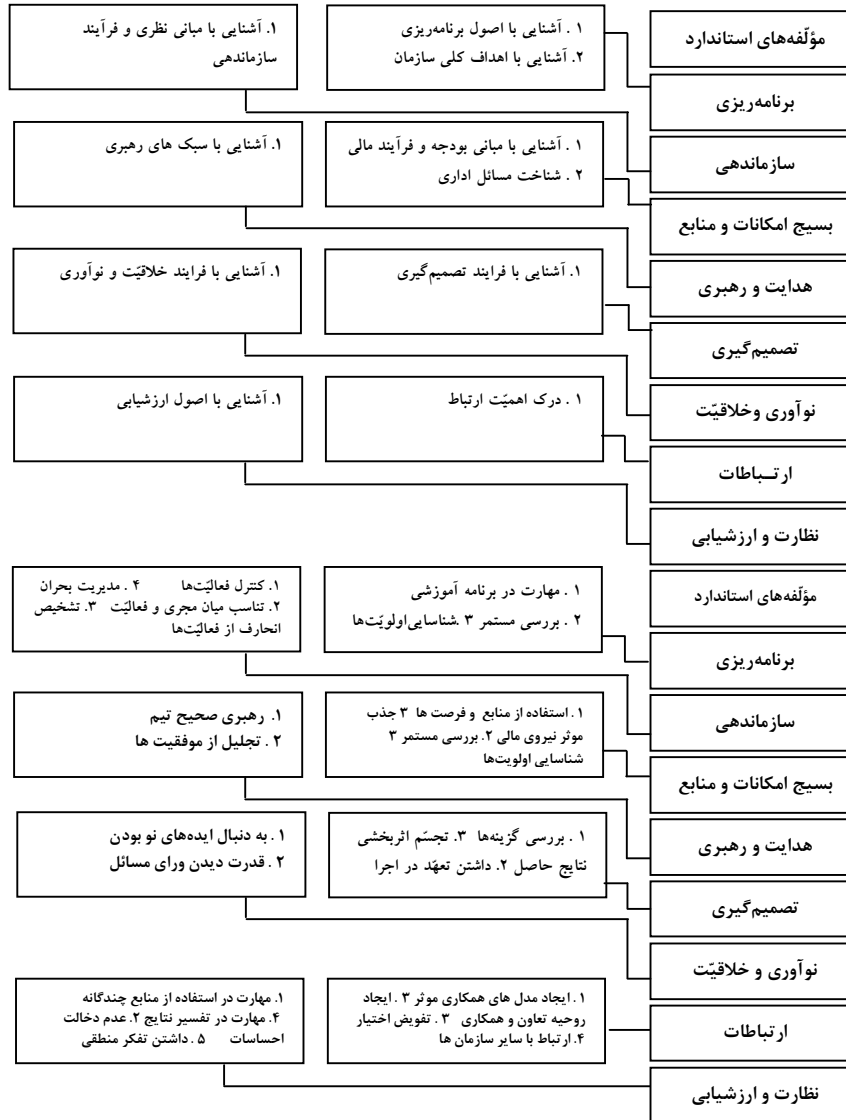 مؤلّفه‌های استاندارد
۱ . آشنایی با اصول برنامه‌ریزی
۲. آشنایی با اهداف کلی سازمان
۱. آشنایی با مبانی نظری و فرآیند
سازماندهی
برنامه‌ریزی
سازماندهی
۱ . آشنایی با مبانی بودجه و فرآیند مالی
۲ . شناخت مسائل اداری
۱. آشنایی با سبک های رهبری
بسیج امکانات و منابع
هدایت و رهبری
۱. آشنایی با فرایند تصمیم‌گیری
۱. آشنایی با فرایند خلاقیّت و نوآوری
تصمیم‌گیری
نوآوری وخلاقیّت
۱ . درک اهمیّت ارتباط
۱. آشنایی با اصول ارزشیابی
ارتــباطات
نظارت و ارزشیابی
مؤلّفه‌های استاندارد
۱ . مهارت در برنامه آموزشی
۲ . بررسی مستمر ۳ .شناسایی‌اولویّت‌ها
۱. کنترل فعالیّت‌ها ۴ . مدیریت بحران
۲. تناسب میان مجری و فعالیّت ۳. تشخیص
انحارف از فعالیّت‌ها
برنامه‌ریزی
سازماندهی
۱ . استفاده از منابع و فرصت ها ۳ جذب
موثر نیروی مالی ۲. بررسی مستمر ۳
شناسایی اولویت‌ها
۱. رهبری صحیح تیم
۲ . تجلیل از موفقیت ها
بسیج امکانات و منابع
هدایت و رهبری
۱ . بررسی گزینه‌ها ۳. تجسّم اثربخشی
نتایج حاصل ۲. داشتن تعهّد در اجرا
۱ . به دنبال ایده‌های نو بودن
۲ . قدرت دیدن ورای مسائل
تصمیم‌گیری
نوآوری و خلاقیّت
۱ . ایجاد مدل های همکاری موثر ۳ . ایجاد
روحیه تعاون و همکاری ۳ . تفویض اختیار
۴. ارتباط با سایر سازمان ها
۱. مهارت در استفاده از منابع چندگانه
۴. مهارت در تفسیر نتایج ۲. عدم دخالت
احساسات ۵ . داشتن تفکر منطقی
ارتباطات
نظارت و ارزشیابی